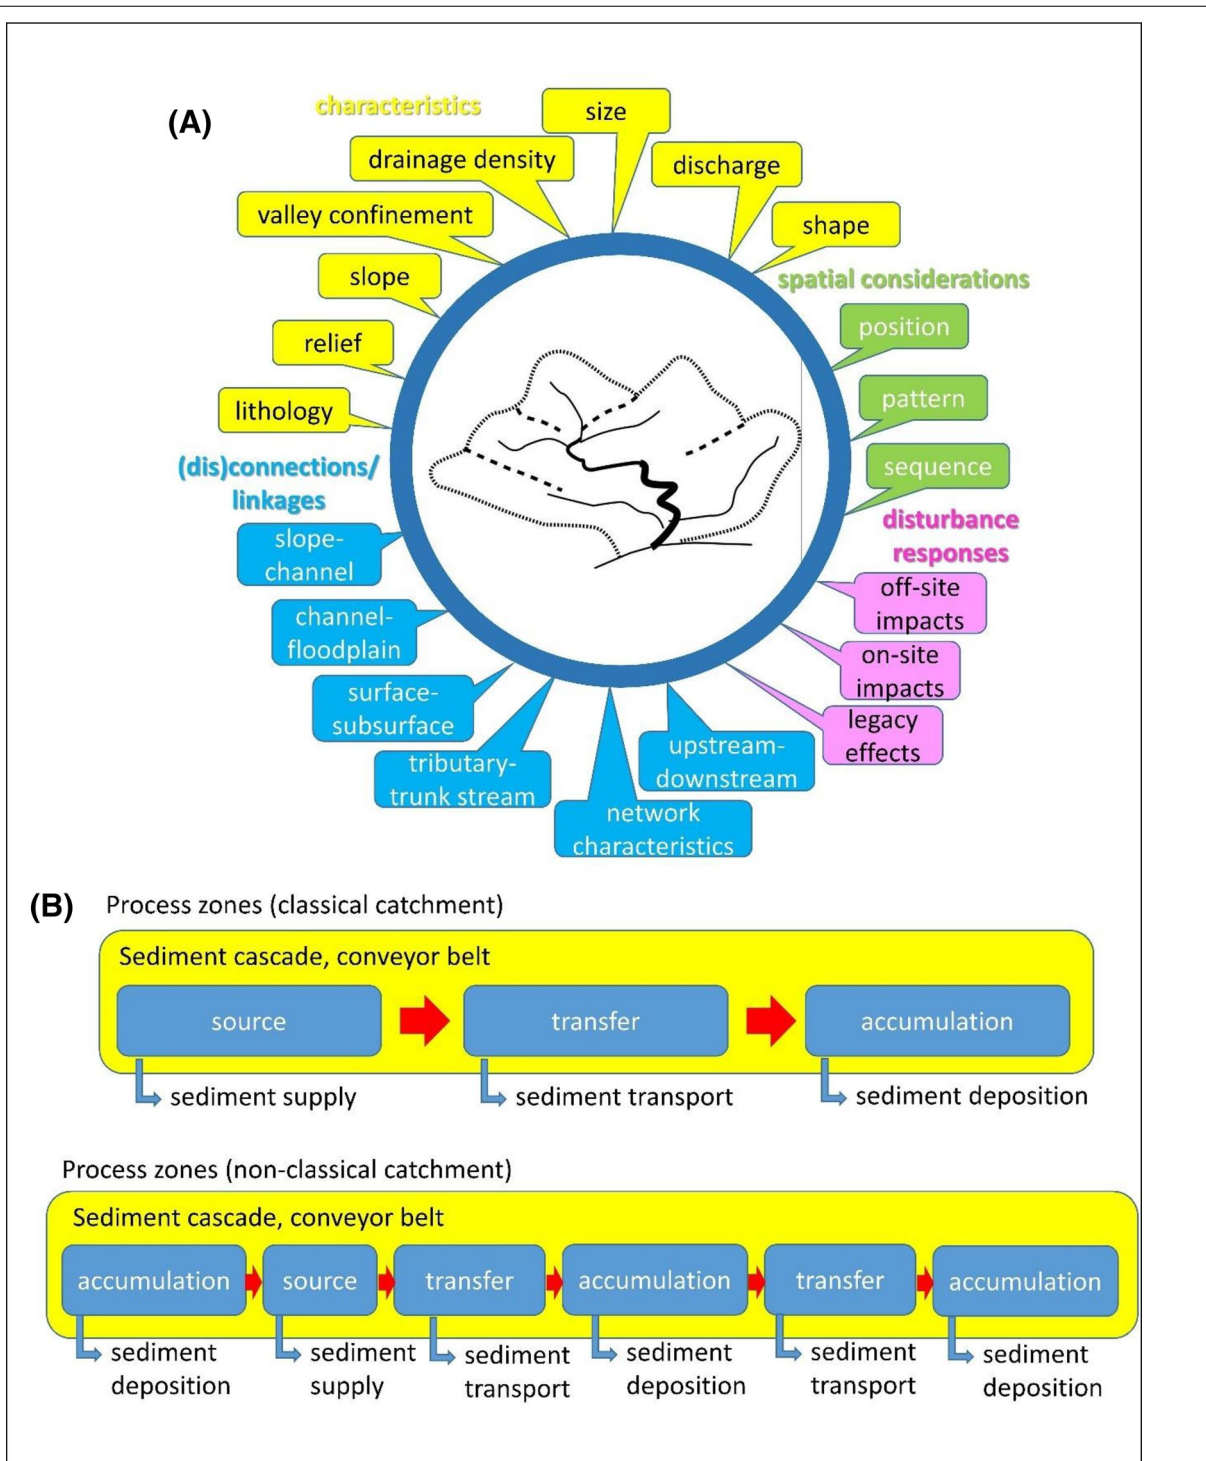 (A)
characteristics
size
drainage density
discharge
valley confinement
shape
slope
spatial considerations
relief
position
lithology
pattern
(dis)connections/
linkages
sequence
disturbance
responses
slope-
channel
off-site
impacts
channel-
floodplain
on-site
impacts
surface-
subsurface
legacy
effects
tributary-
trunk stream
upstream-
downstream
network
characteristics
(B)
Process zones (classical catchment)
Sediment cascade, conveyor belt
source
transfer
accumulation
sediment supply
sediment transport
sediment deposition
Process zones (non-classical catchment)
Sediment cascade, conveyor belt
accumulation
source
transfer
accumulation
transfer
accumulation
sediment
deposition
sediment
supply
sediment
transport
sediment
deposition
sediment
transport
sediment
deposition